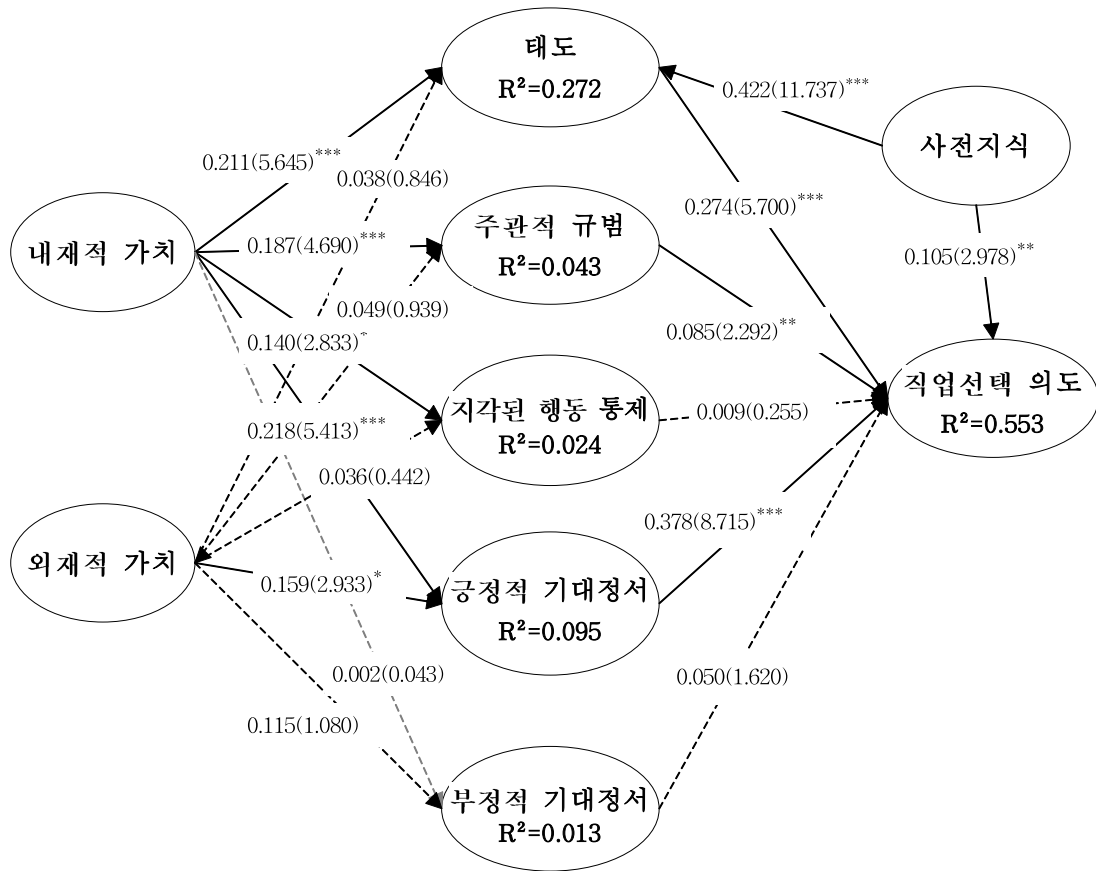 태도
R²=0.272
0.422(11.737)***
사전지식
0.211(5.645)***
0.038(0.846)
0.274(5.700)***
내재적 가치
0.187(4.690)***
주관적 규범
R²=0.043
0.105(2.978)**
0.049(0.939)
0.140(2.833)*
0.085(2.292)**
지각된 행동 통제
R²=0.024
0.009(0.255)
직업선택 의도
R²=0.553
0.218(5.413)***
0.036(0.442)
외재적 가치
0.159(2.933)*
0.378(8.715)***
긍정적 기대정서
R²=0.095
0.002(0.043)
0.050(1.620)
0.115(1.080)
부정적 기대정서
R²=0.013